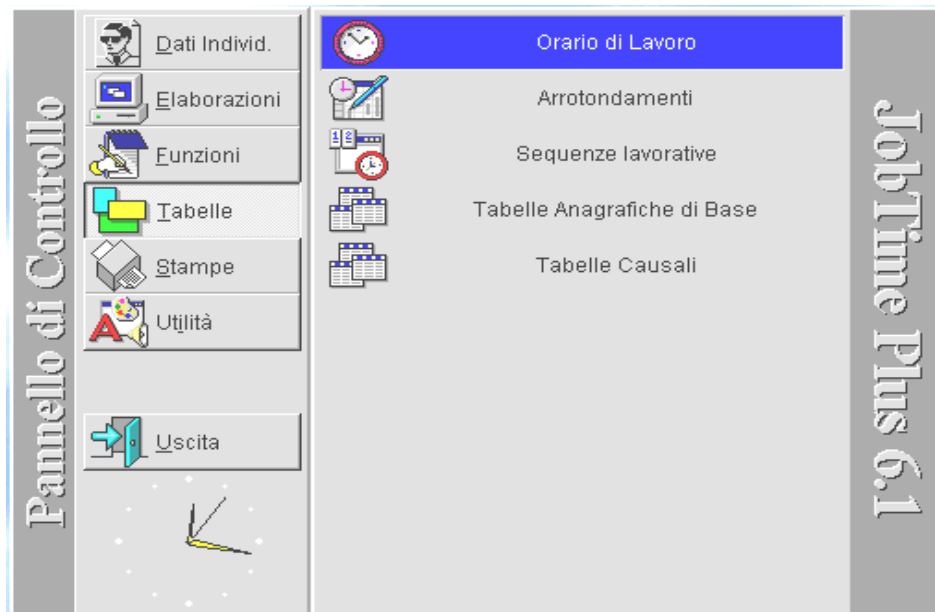 Pannello di Controllo
Dati Individ.
Elaborazioni
Funzioni
Tabelle
Stampe
Utilità
Uscita
Orario di Lavoro
Arrotondamenti
Sequenze lavorative
Tabelle Anagrafiche di Base
Tabelle Causali
JobTime Plus 6.1